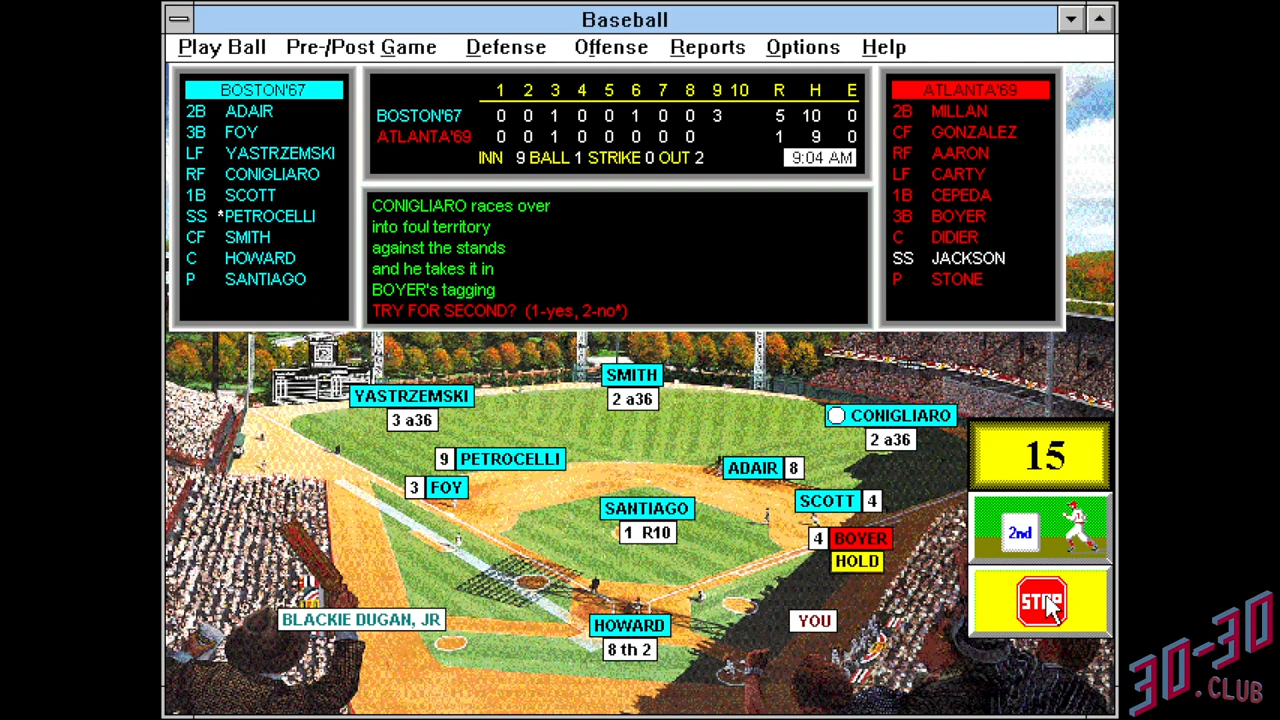 Baseball
Play Ball Pre-/Post Game Defense Offense Reports Options Help
BOSTON'67
2B ADAIR
3B FOY
LF YASTRZEMSKI
RF CONIGLIARO
1B SCOTT
SS *PETROCELLI
CF SMITH
C HOWARD
P SANTIAGO
1 2 3 4 5 6 7 8 9 10 R H E
BOSTON'67 0 0 1 0 0 1 0 0 3 5 10 0
ATLANTA'69 0 0 1 0 0 0 0 0 1 9 0
INN 9 BALL 1 STRIKE 0 OUT 2 9:04 AM
CONIGLIARO races over
into foul territory
against the stands
and he takes it in
BOYER's tagging
TRY FOR SECOND? (1-yes, 2-no*)
ATLANTA'69
2B MILLAN
CF GONZALEZ
RF AARON
LF CARTY
1B CEPEDA
3B BOYER
C DIDIER
SS JACKSON
P STONE
SMITH
2 a36
YASTRZEMSKI
3 a36
CONIGLIARO
2 a36
9 PETROCELLI
ADAIR 8
3 FOY
SCOTT 4
SANTIAGO
1 R10
4 BOYER
HOLD
HOWARD
8 th 2
BLACKIE DUGAN, JR
YOU
15
2nd
STOP
30-30
.CLUB